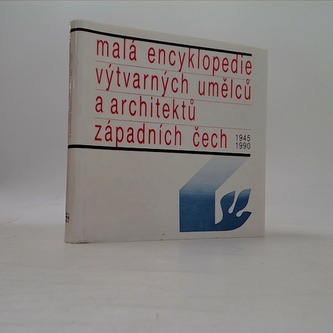 malá encyklopedie
výtvarných umělců
a architektů
západních čech 1945
1990